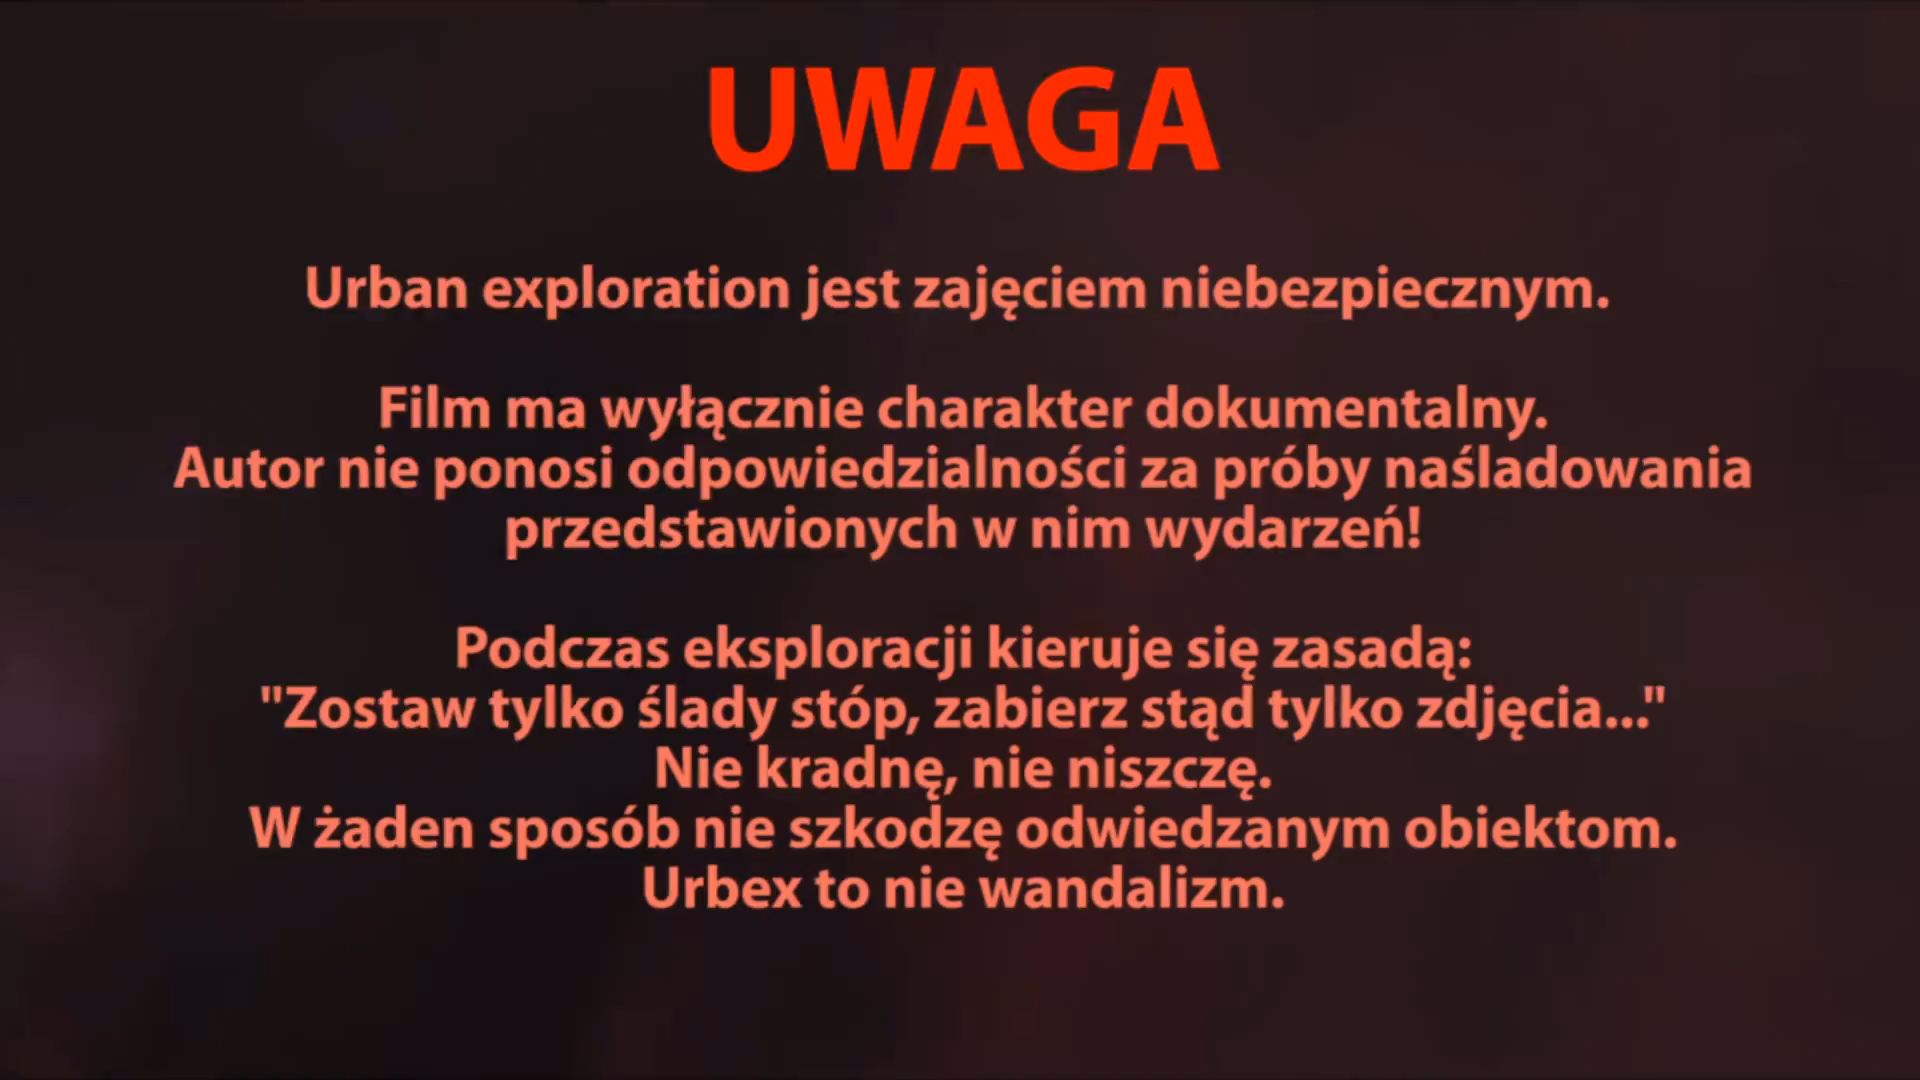 UWAGA
Urban exploration jest zajęciem niebezpiecznym.
Film ma wyłącznie charakter dokumentalny.
Autor nie ponosi odpowiedzialności za próby naśladowania
przedstawionych w nim wydarzeń!
Podczas eksploracji kieruje się zasadą:
"Zostaw tylko ślady stóp, zabierz stąd tylko zdjęcia..."
Nie kradnę, nie niszczę.
W żaden sposób nie szkodzę odwiedzanym obiektom.
Urbex to nie wandalizm.